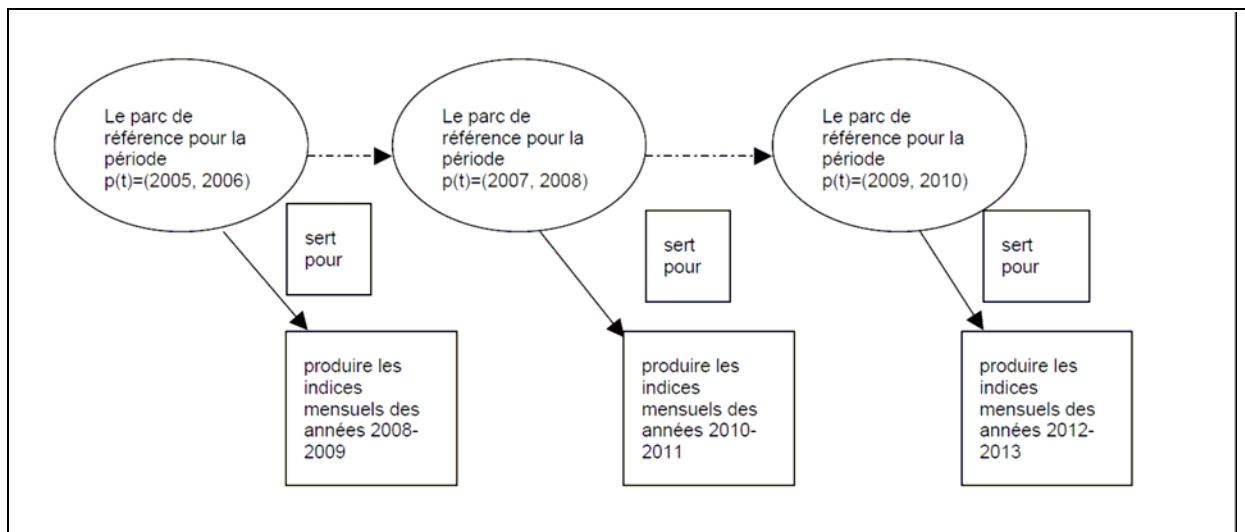 Le parc de
référence pour la
période
p(t)=(2005, 2006)
Le parc de
référence pour la
période
p(t)=(2007, 2008)
Le parc de
référence pour la
période
p(t)=(2009, 2010)
sert
pour
sert
pour
sert
pour
produire les
indices
mensuels des
années 2008-
2009
produire les
indices
mensuels des
années 2010-
2011
produire les
indices
mensuels des
années 2012-
2013